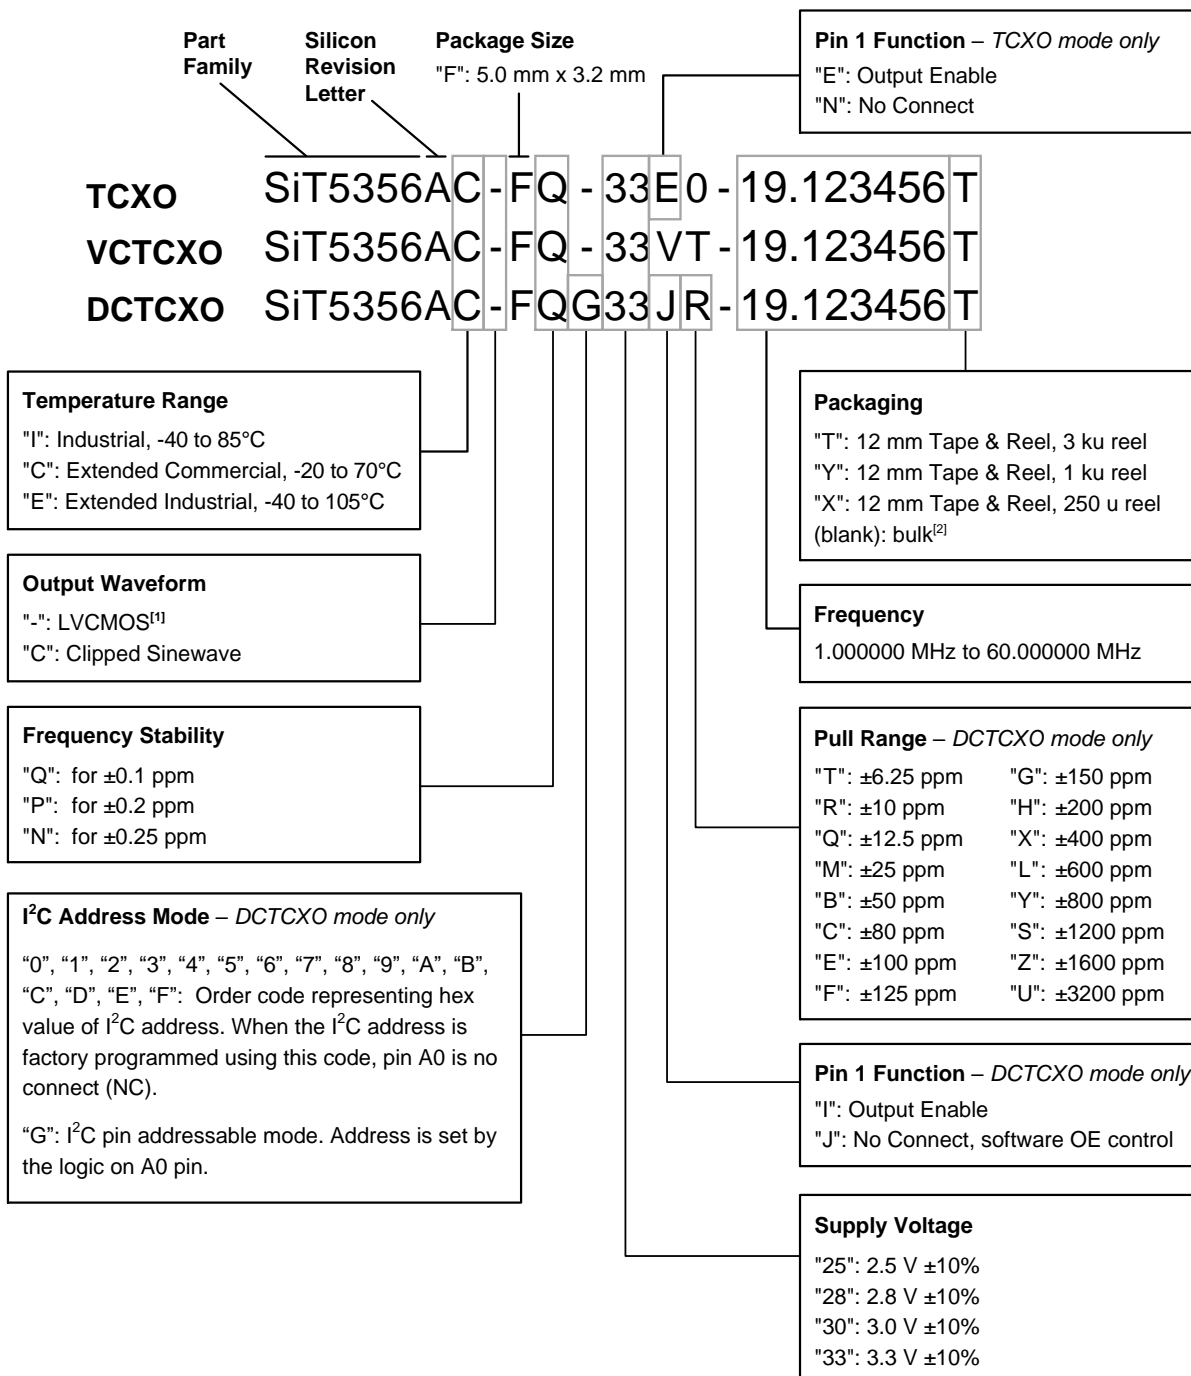 Part Family
Silicon Revision Letter
Package Size
"F": 5.0 mm x 3.2 mm
Pin 1 Function – TCXO mode only
"E": Output Enable
"N": No Connect
TCXO SiT5356AC-FQ-33E0-19.123456T
VCTCXO SiT5356AC-FQ-33VT-19.123456T
DCTCXO SiT5356AC-FQG33JR-19.123456T
Temperature Range
"I": Industrial, -40 to 85°C
"C": Extended Commercial, -20 to 70°C
"E": Extended Industrial, -40 to 105°C
Output Waveform
"-": LVCMOS[1]
"C": Clipped Sinewave
Frequency Stability
"Q": for ±0.1 ppm
"P": for ±0.2 ppm
"N": for ±0.25 ppm
I²C Address Mode – DCTCXO mode only
“0”, “1”, “2”, “3”, “4”, “5”, “6”, “7”, “8”, “9”, “A”, “B”,
“C”, “D”, “E”, “F”: Order code representing hex
value of I²C address. When the I²C address is
factory programmed using this code, pin A0 is no
connect (NC).
“G”: I²C pin addressable mode. Address is set by
the logic on A0 pin.
Packaging
"T": 12 mm Tape & Reel, 3 ku reel
"Y": 12 mm Tape & Reel, 1 ku reel
"X": 12 mm Tape & Reel, 250 u reel
(blank): bulk[2]
Frequency
1.000000 MHz to 60.000000 MHz
Pull Range – DCTCXO mode only
"T": ±6.25 ppm "G": ±150 ppm
"R": ±10 ppm "H": ±200 ppm
"Q": ±12.5 ppm "X": ±400 ppm
"M": ±25 ppm "L": ±600 ppm
"B": ±50 ppm "Y": ±800 ppm
"C": ±80 ppm "S": ±1200 ppm
"E": ±100 ppm "Z": ±1600 ppm
"F": ±125 ppm "U": ±3200 ppm
Pin 1 Function – DCTCXO mode only
"I": Output Enable
"J": No Connect, software OE control
Supply Voltage
"25": 2.5 V ±10%
"28": 2.8 V ±10%
"30": 3.0 V ±10%
"33": 3.3 V ±10%